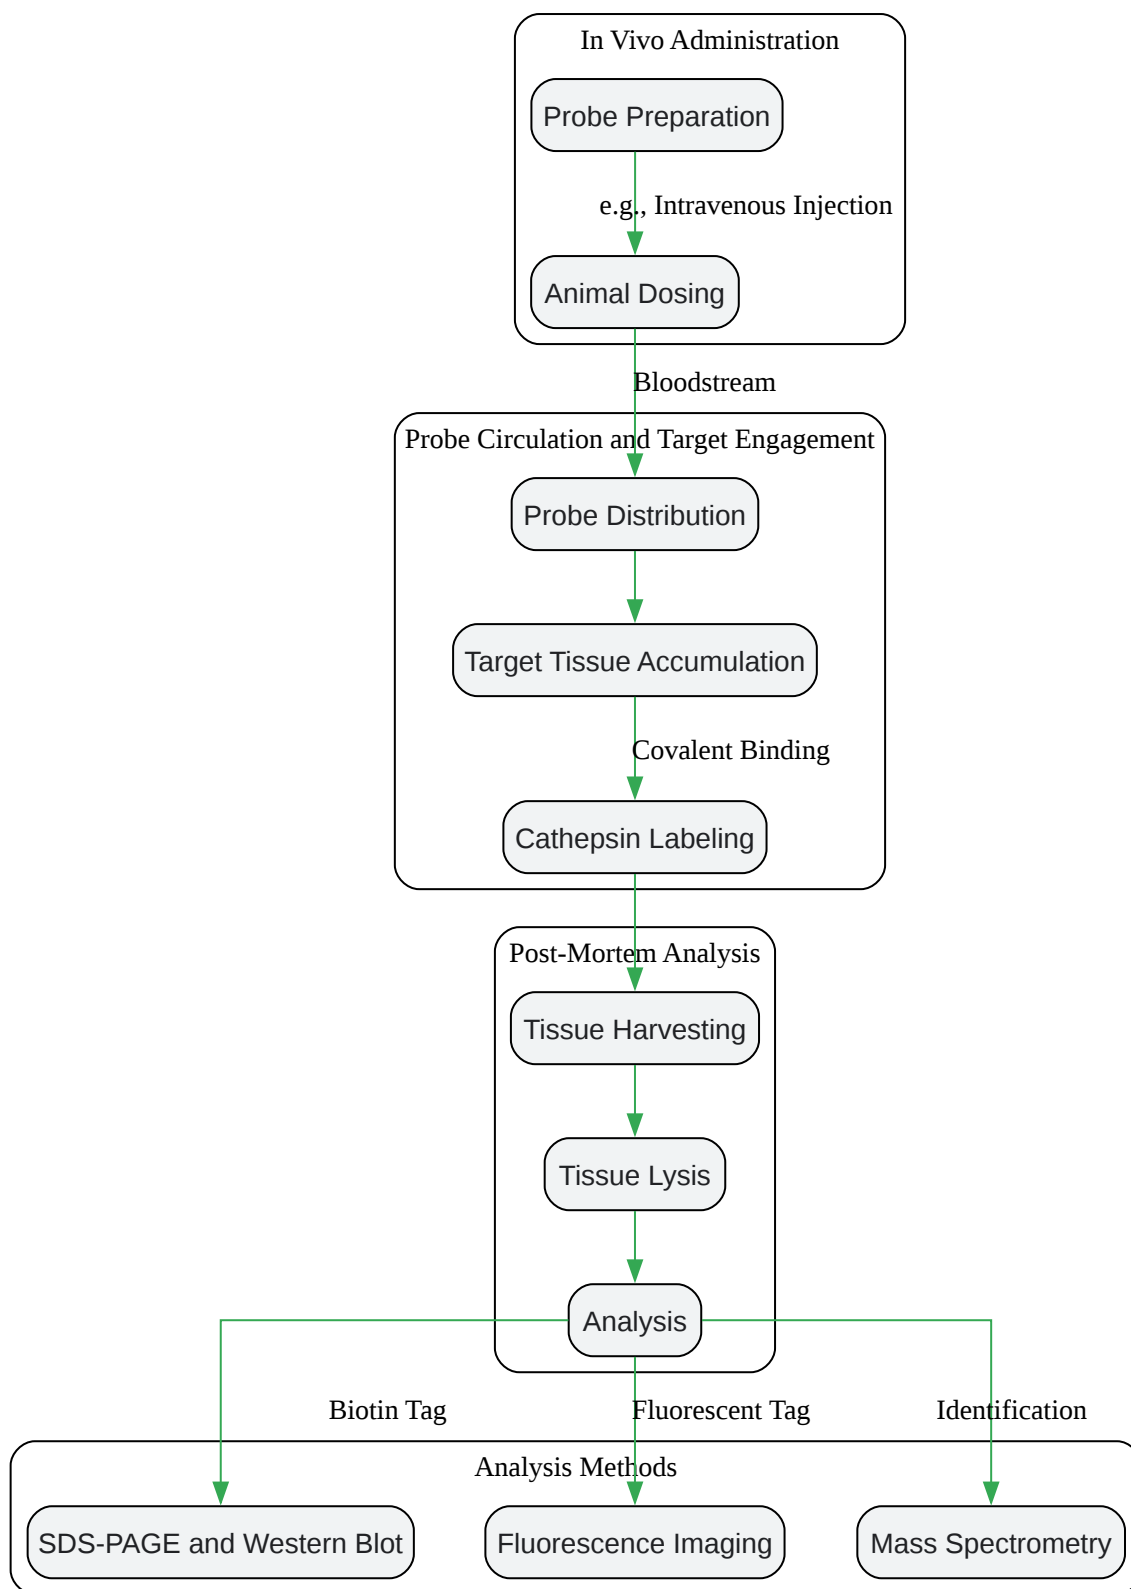 In Vivo Administration
Probe Preparation
e.g., Intravenous Injection
Animal Dosing
Bloodstream
Probe Circulation and Target Engagement
Probe Distribution
Target Tissue Accumulation
Covalent Binding
Cathepsin Labeling
Post-Mortem Analysis
Tissue Harvesting
Tissue Lysis
Analysis
Biotin Tag
Fluorescent Tag
Identification
Analysis Methods
SDS-PAGE and Western Blot
Fluorescence Imaging
Mass Spectrometry